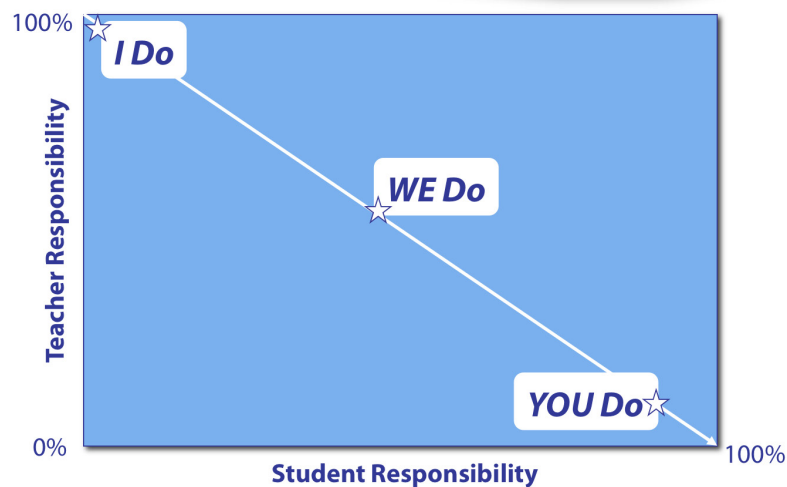 100%
I Do
WE Do
Teacher Responsibility
YOU Do
0%
100%
Student Responsibility